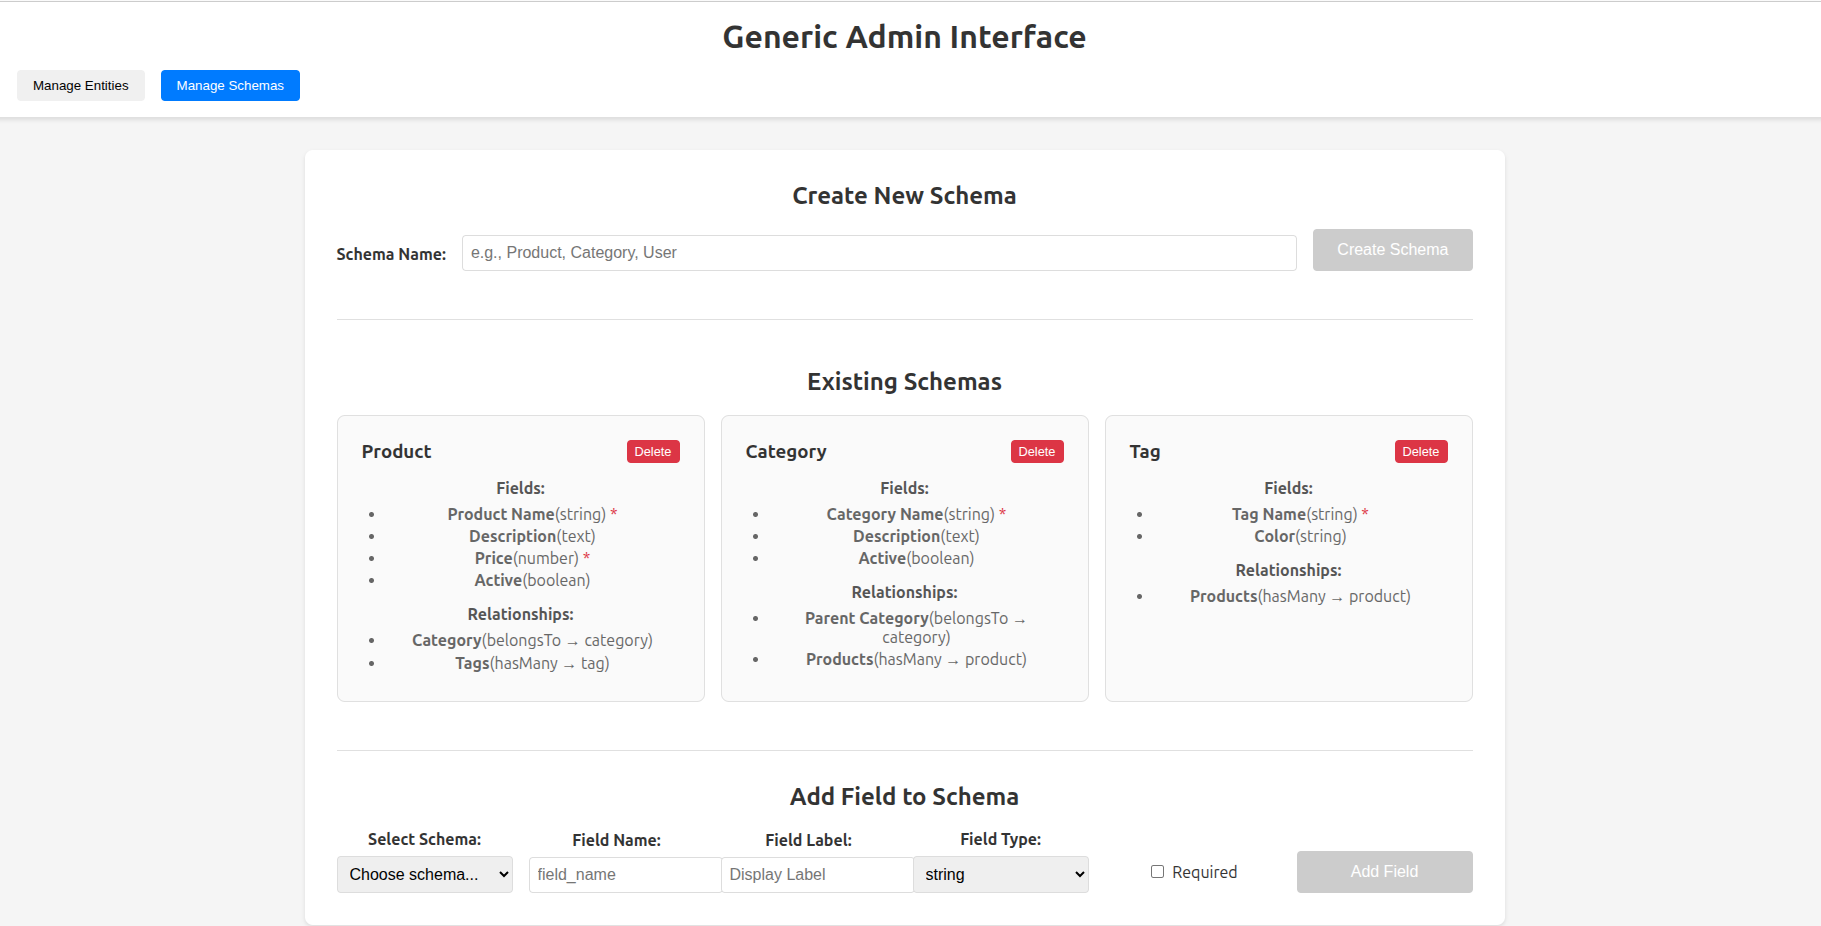 Generic Admin Interface
Manage Entities
Manage Schemas
Create New Schema
Schema Name:
e.g., Product, Category, User
Create Schema
Existing Schemas
Product
Delete
Fields:
• Product Name(string) *
• Description(text)
• Price(number) *
• Active(boolean)
Relationships:
• Category(belongsTo → category)
• Tags(hasMany → tag)
Category
Delete
Fields:
• Category Name(string) *
• Description(text)
• Active(boolean)
Relationships:
• Parent Category(belongsTo →
category)
• Products(hasMany → product)
Tag
Delete
Fields:
• Tag Name(string) *
• Color(string)
Relationships:
• Products(hasMany → product)
Add Field to Schema
Select Schema:
Choose schema...
Field Name:
field_name
Field Label:
Display Label
Field Type:
string
Required
Add Field